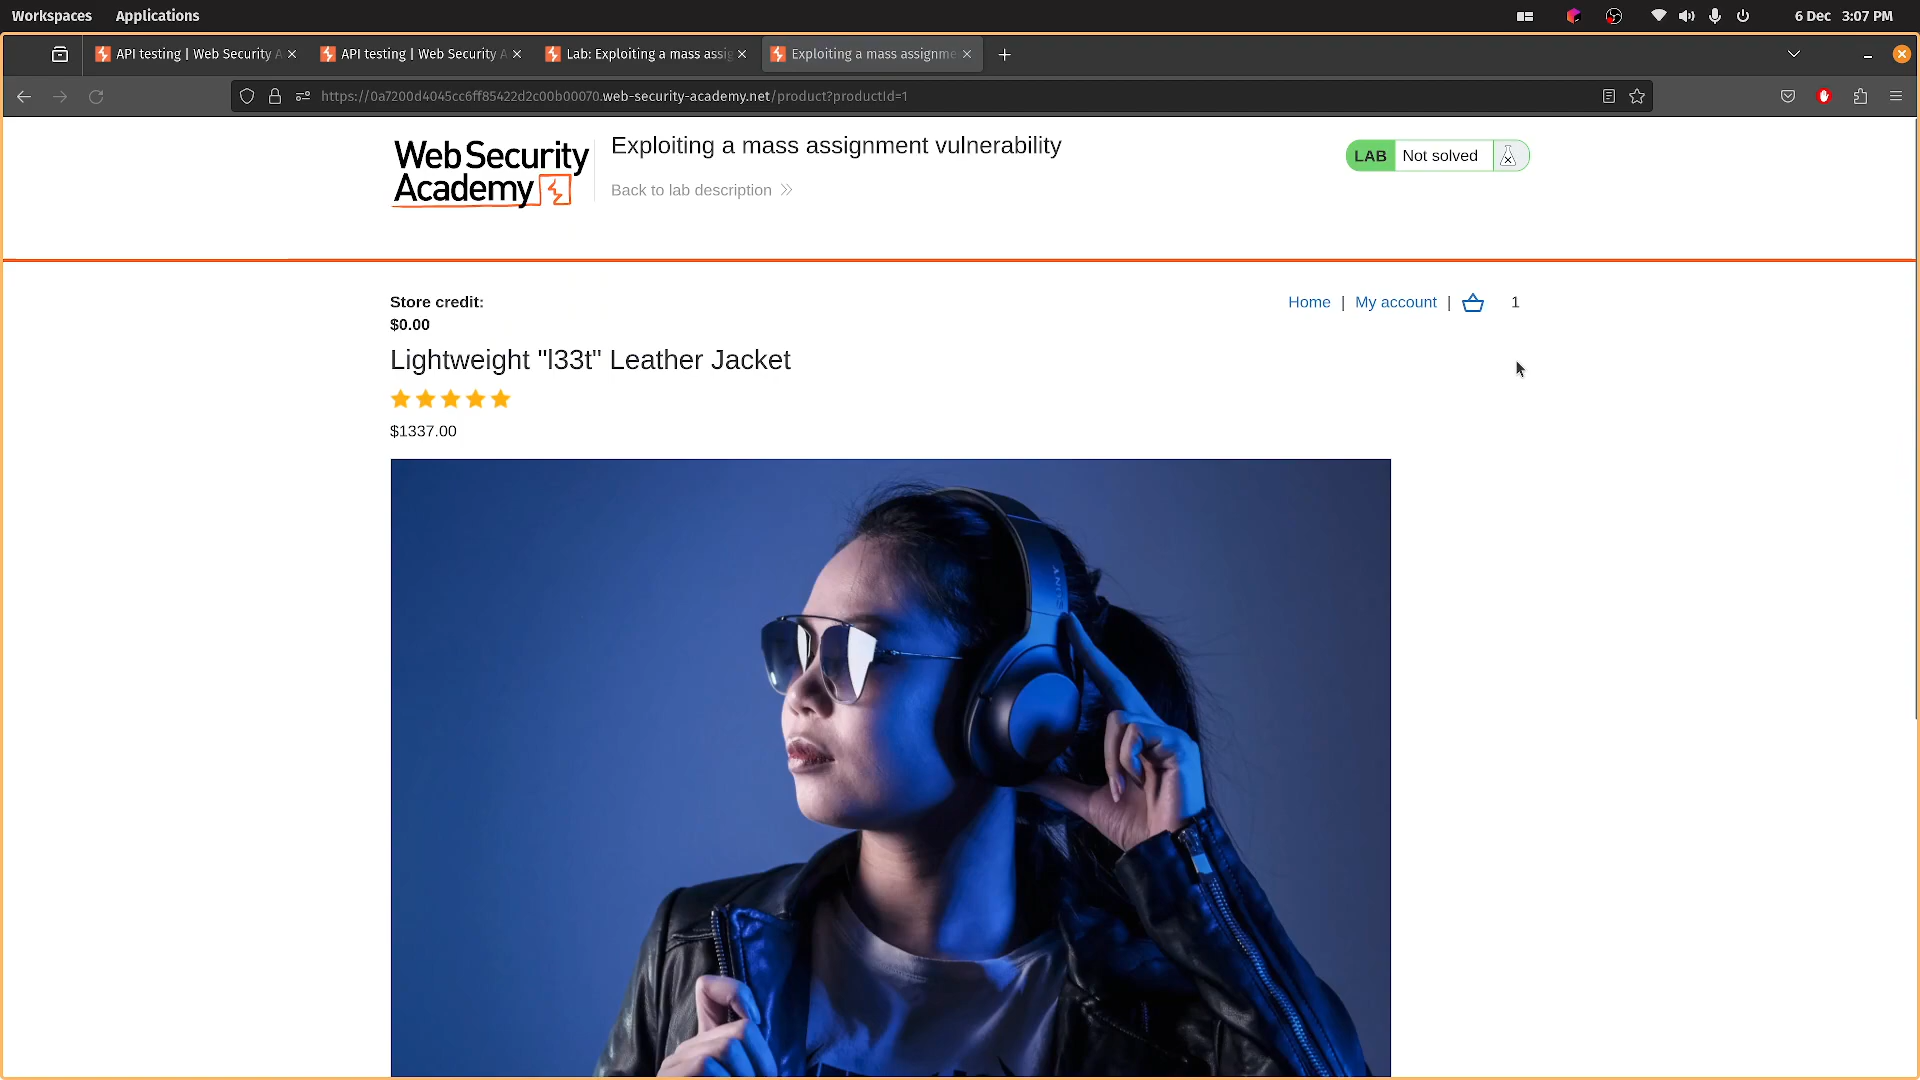 Workspaces Applications 6 Dec 3:07 PM
API testing | Web Security A API testing | Web Security A Lab: Exploiting a mass assig Exploiting a mass assignme
https://0a7200d4045cc6ff85422d2c00b00070.web-security-academy.net/product?productId=1
Web Security
Academy
Exploiting a mass assignment vulnerability
Back to lab description
LAB Not solved
Store credit:
$0.00
Home | My account | 1
Lightweight "l33t" Leather Jacket
$1337.00
SONY